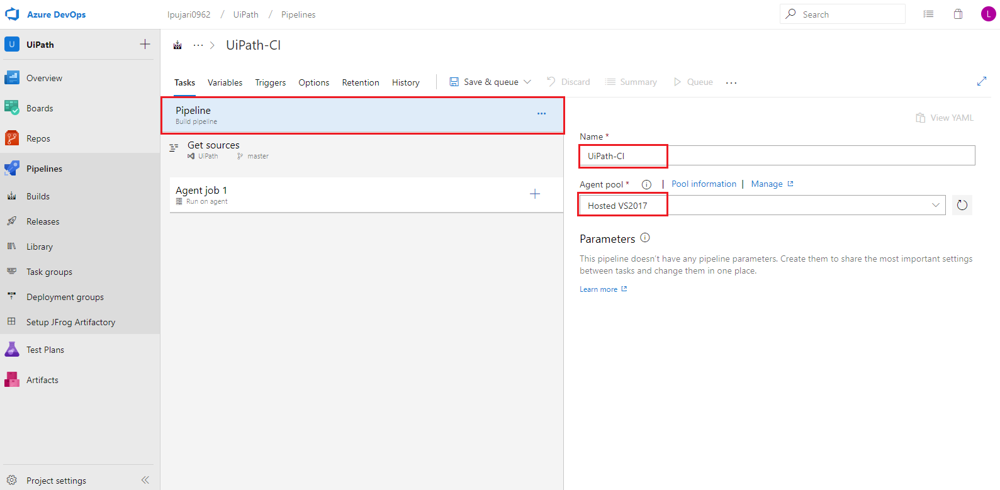 Azure DevOps
lpujari0962 / UiPath / Pipelines
Search
L
U UiPath
Overview
Boards
Repos
Pipelines
Builds
Releases
Library
Task groups
Deployment groups
Setup JFrog Artifactory
Test Plans
Artifacts
Project settings
... > UiPath-CI
Tasks Variables Triggers Options Retention History | Save & queue Discard Summary Queue ...
Pipeline ...
Build pipeline
Get sources
UiPath master
Agent job 1
Run on agent
View YAML
Name *
UiPath-CI
Agent pool * | Pool information | Manage
Hosted VS2017
Parameters
This pipeline doesn't have any pipeline parameters. Create them to share the most important settings
between tasks and change them in one place.
Learn more